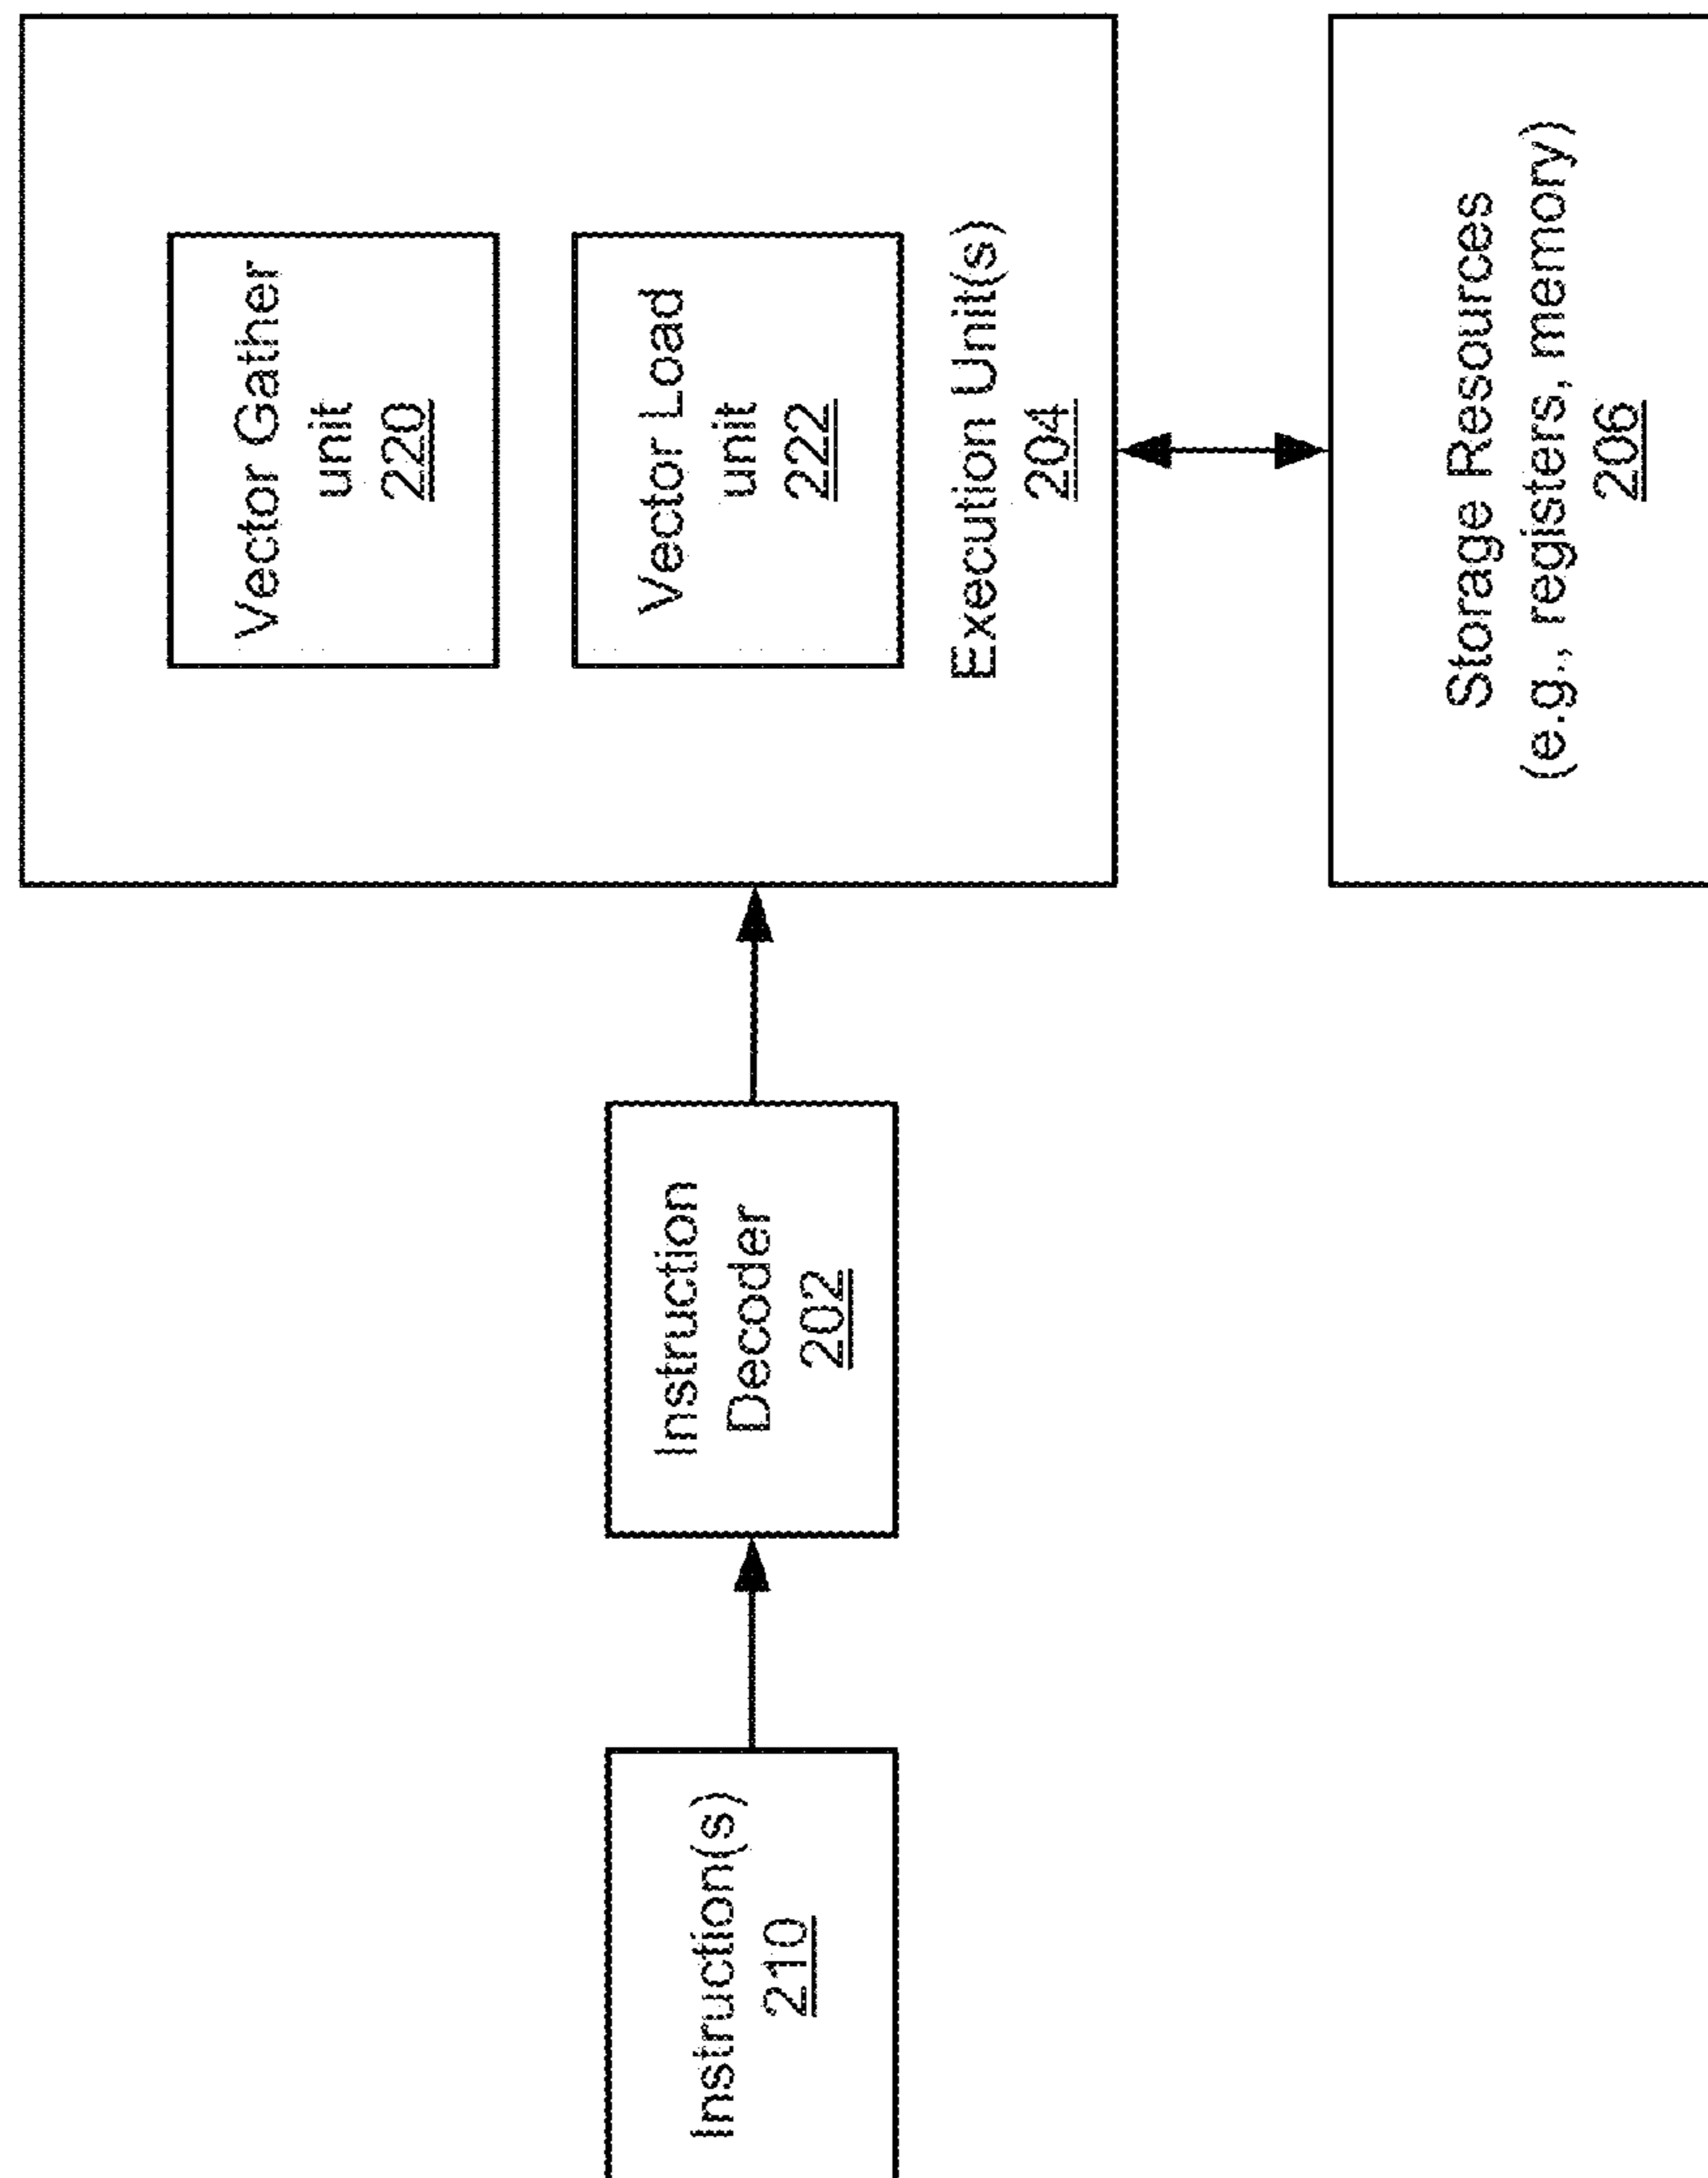 Instruction(s)
210
Instruction
Decoder
202
Vector Gather
unit
220
Vector Load
unit
222
Execution Unit(s)
204
Storage Resources
(e.g., registers, memory)
206